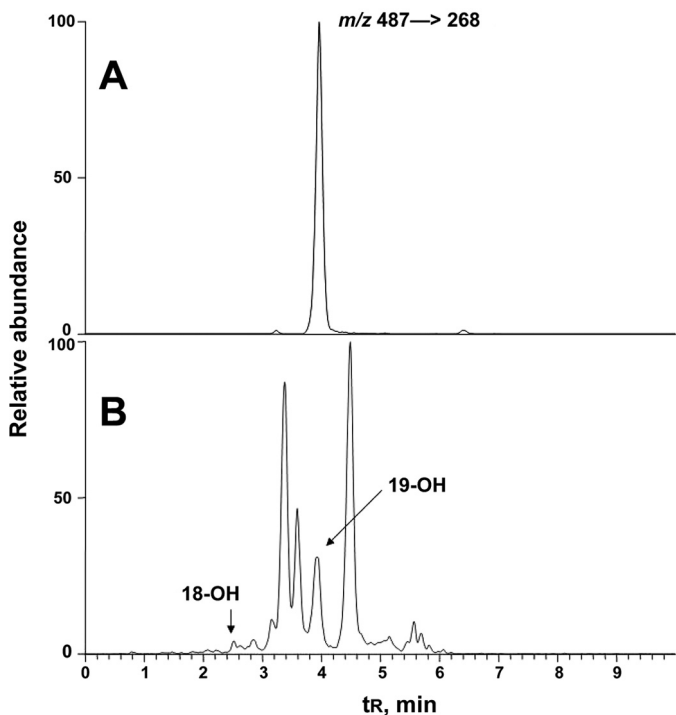 m/z 487—> 268
A
100
50
0
Relative abundance
B
100
50
0
19-OH
18-OH
0 1 2 3 4 5 6 7 8 9
tR, min